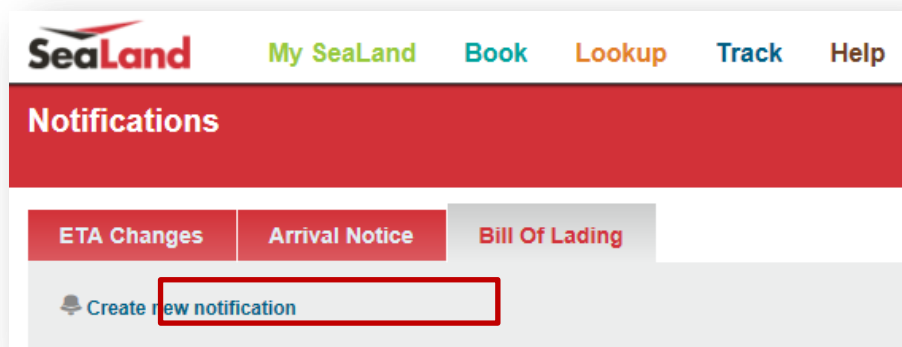 SeaLand My SeaLand Book Lookup Track Help
Notifications
ETA Changes Arrival Notice Bill Of Lading
Create new notification